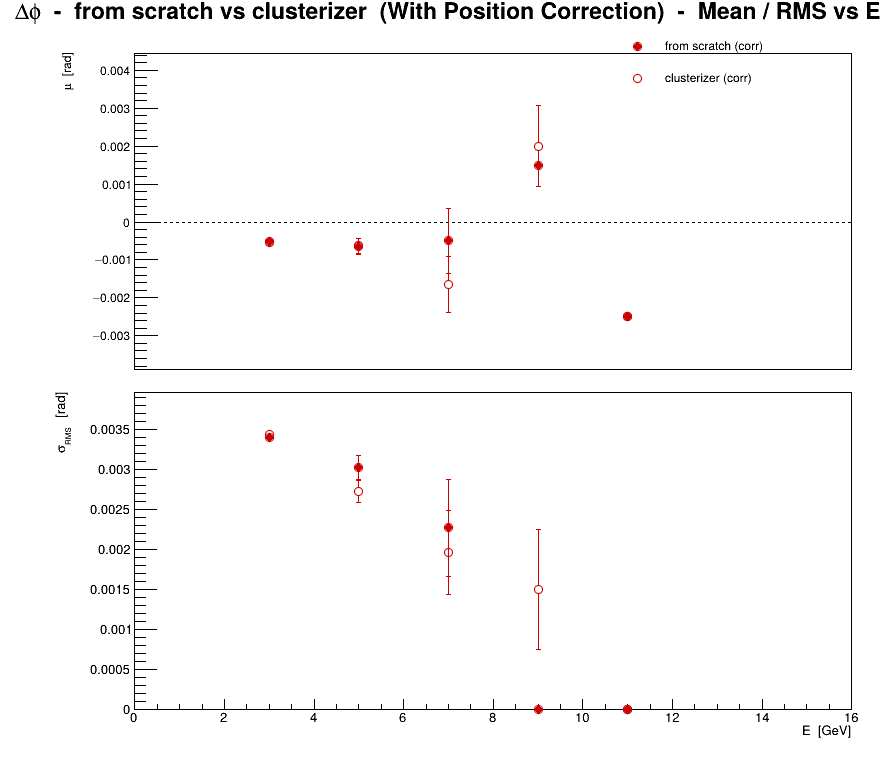 Δϕ - from scratch vs clusterizer (With Position Correction) - Mean / RMS vs E
from scratch (corr)
clusterizer (corr)
μ [rad]
0.004
0.003
0.002
0.001
0
−0.001
−0.002
−0.003
σRMS [rad]
0.0035
0.003
0.0025
0.002
0.0015
0.001
0.0005
0
0 2 4 6 8 10 12 14 16
E [GeV]